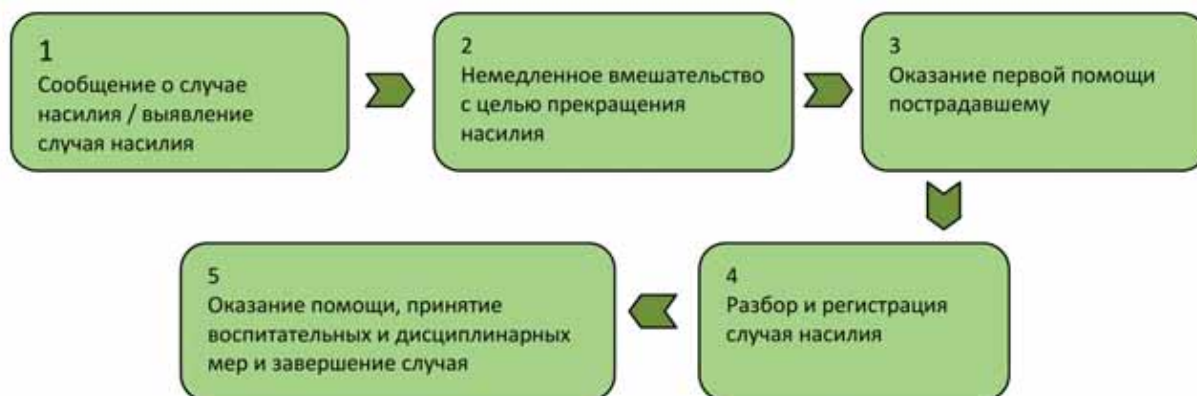 1
Сообщение о случае
насилия / выявление
случая насилия
2
Немедленное вмешательство
с целью прекращения
насилия
3
Оказание первой помощи
пострадавшему
4
Разбор и регистрация
случая насилия
5
Оказание помощи, принятие
воспитательных и дисциплинарных
мер и завершение случая